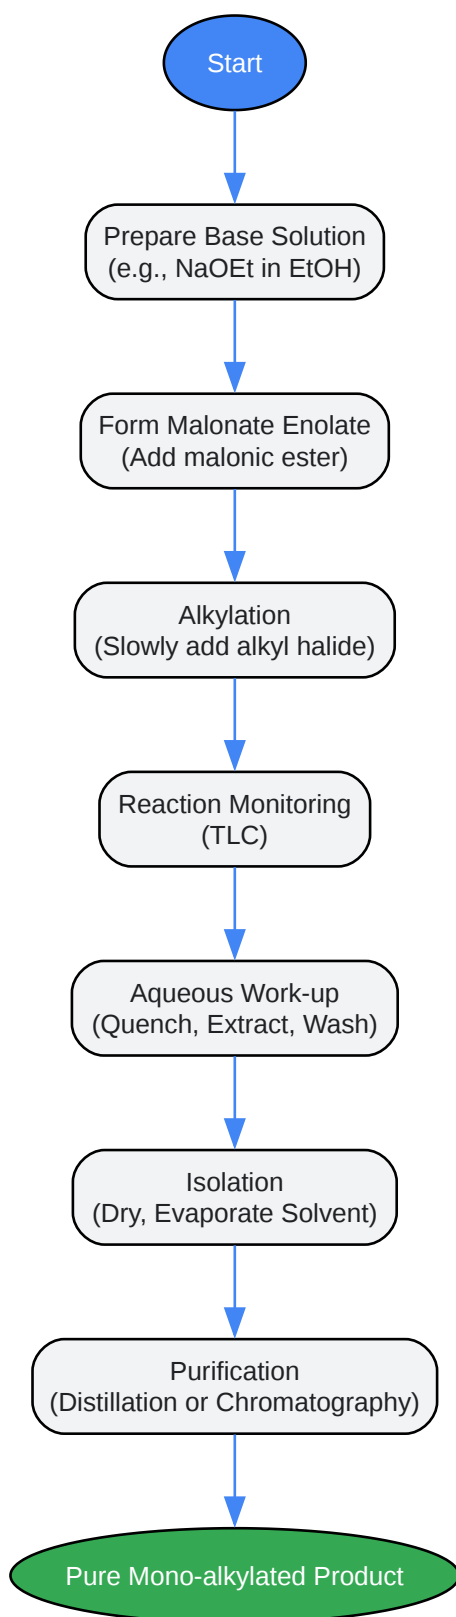 Start
Prepare Base Solution
(e.g., NaOEt in EtOH)
Form Malonate Enolate
(Add malonic ester)
Alkylation
(Slowly add alkyl halide)
Reaction Monitoring
(TLC)
Aqueous Work-up
(Quench, Extract, Wash)
Isolation
(Dry, Evaporate Solvent)
Purification
(Distillation or Chromatography)
Pure Mono-alkylated Product